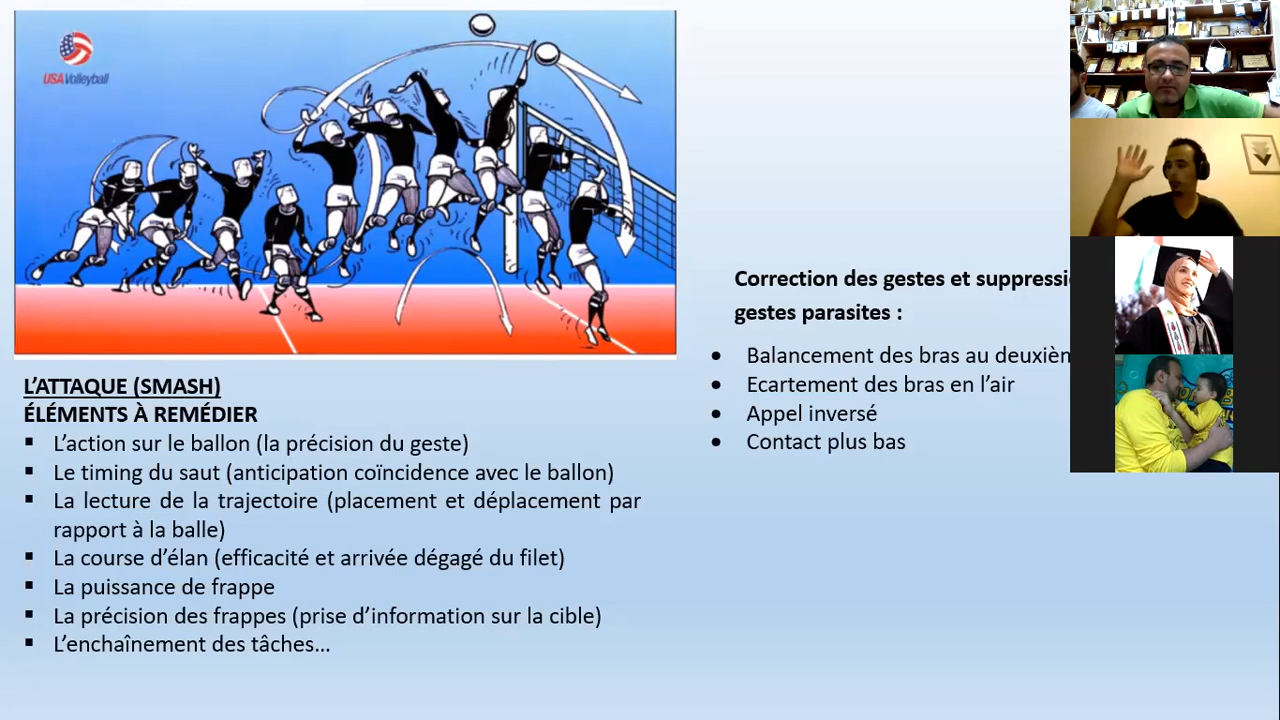 USA Volleyball
L’ATTAQUE (SMASH)
ÉLÉMENTS À REMÉDIER
▪ L’action sur le ballon (la précision du geste)
▪ Le timing du saut (anticipation coïncidence avec le ballon)
▪ La lecture de la trajectoire (placement et déplacement par
rapport à la balle)
▪ La course d’élan (efficacité et arrivée dégagé du filet)
▪ La puissance de frappe
▪ La précision des frappes (prise d’information sur la cible)
▪ L’enchaînement des tâches…
Correction des gestes et
gestes parasites :
• Balancement des bras au
• Ecartement des bras en l’air
• Appel inversé
• Contact plus bas